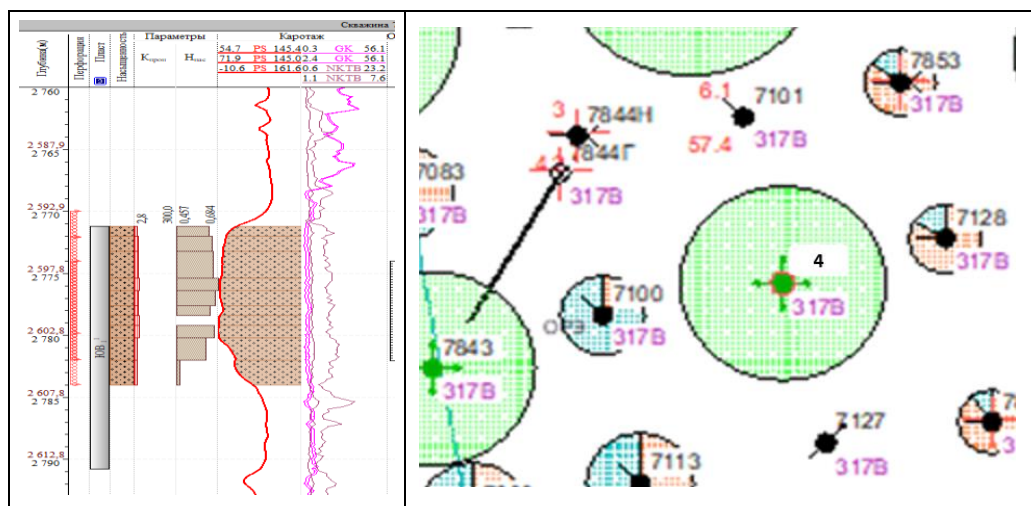 Скважина
Глубина(м)
Перфорация
Пласт
Насыщенность
Параметры
Kпрон
Hнас
Каротаж
54.7 PS 145.4 0.3 GK 56.1
71.9 PS 145.0 2.4 GK 56.1
-10.6 PS 161.6 0.6 NKTB 23.2
1.1 NKTB 7.6
2 760
2 587,9
2 765
2 592,9
2 770
2,8
300,0
0,457
0,684
2 597,8
2 775
2 602,8
2 780
ЮВ
2 607,8
2 785
2 612,8
2 790
6.1
7101
317В
57.4
7853
317В
3
7844Н
7844Г
317В
7083
317В
7128
317В
4
317В
7100
ОРЭ
317В
7843
317В
7127
317В
7113